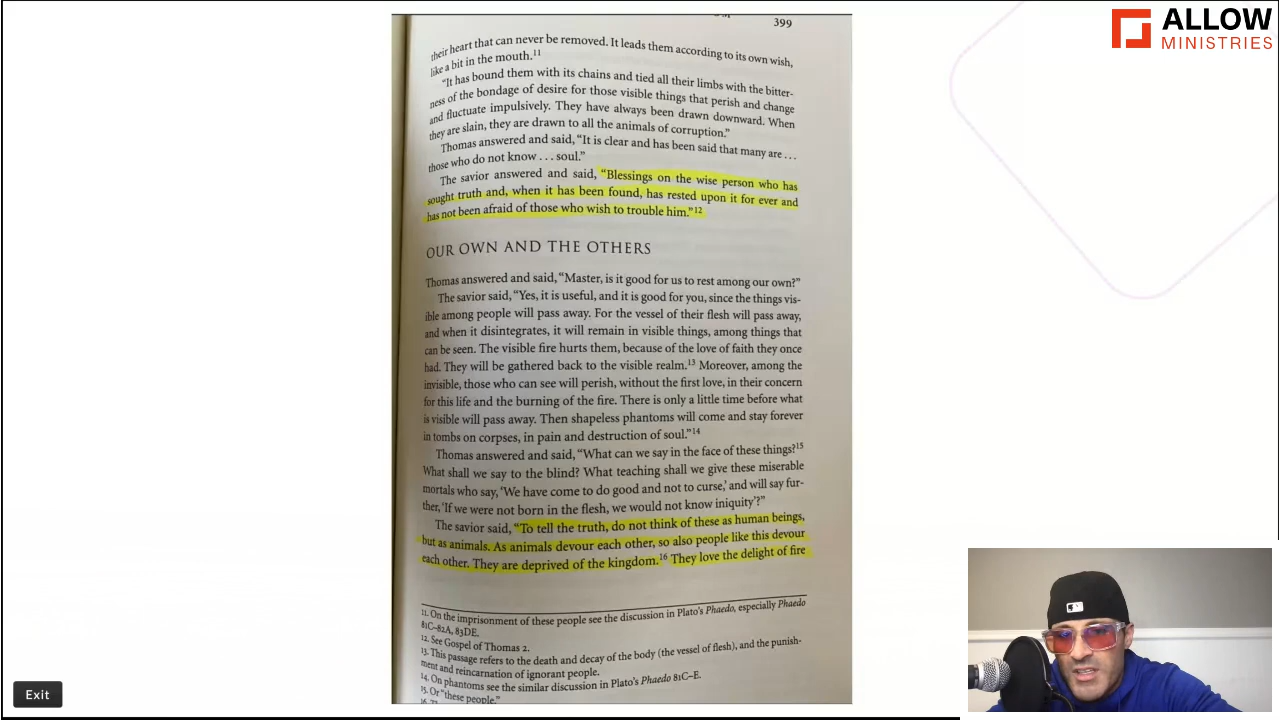 399
ALLOW
MINISTRIES
their heart that can never be removed. It leads them according to its own wish,
like a bit in the mouth.11
"It has bound them with its chains and tied all their limbs with the bitter-
ness of the bondage of desire for those visible things that perish and change
and fluctuate impulsively. They have always been drawn downward. When
they are slain, they are drawn to all the animals of corruption."
Thomas answered and said, "It is clear and has been said that many are . . .
those who do not know . . . soul."
The savior answered and said, "Blessings on the wise person who has
sought truth and, when it has been found, has rested upon it for ever and
has not been afraid of those who wish to trouble him."12
OUR OWN AND THE OTHERS
Thomas answered and said, "Master, is it good for us to rest among our own?"
The savior said, "Yes, it is useful, and it is good for you, since the things vis-
ible among people will pass away. For the vessel of their flesh will pass away,
and when it disintegrates, it will remain in visible things, among things that
can be seen. The visible fire hurts them, because of the love of faith they once
had. They will be gathered back to the visible realm.13 Moreover, among the
invisible, those who can see will perish, without the first love, in their concern
for this life and the burning of the fire. There is only a little time before what
is visible will pass away. Then shapeless phantoms will come and stay forever
in tombs on corpses, in pain and destruction of soul."14
Thomas answered and said, "What can we say in the face of these things?15
What shall we say to the blind? What teaching shall we give these miserable
mortals who say, 'We have come to do good and not to curse,' and will say fur-
ther, 'If we were not born in the flesh, we would not know iniquity'?"
The savior said, "To tell the truth, do not think of these as human beings,
but as animals. As animals devour each other, so also people like this devour
each other. They are deprived of the kingdom.16 They love the delight of fire
11. On the imprisonment of these people see the discussion in Plato's Phaedo, especially Phaedo
81C–82A, 83DE.
12. See Gospel of Thomas 2.
13. This passage refers to the death and decay of the body (the vessel of flesh), and the punish-
ment and reincarnation of ignorant people.
14. On phantoms see the similar discussion in Plato's Phaedo 81C–E.
15. Or "these people."
Exit